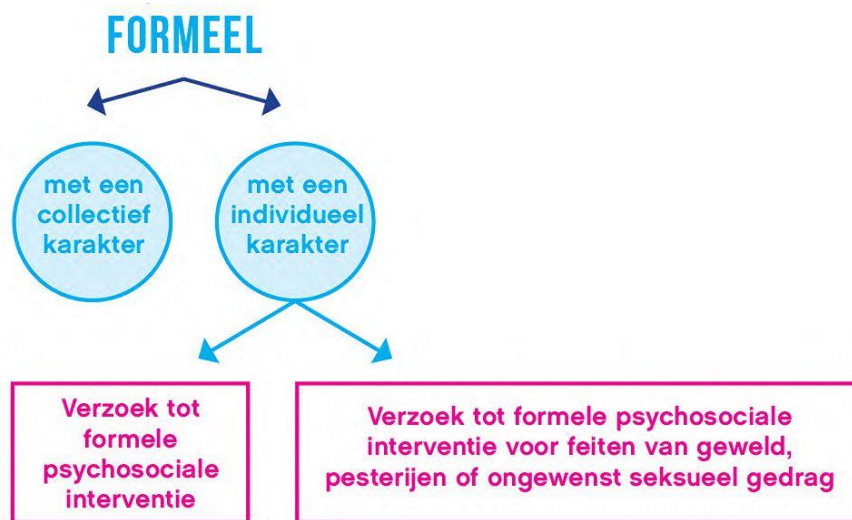 FORMEEL
met een
collectief
karakter
met een
individueel
karakter
Verzoek tot
formele
psychosociale
interventie
Verzoek tot formele psychosociale
interventie voor feiten van geweld,
pesterijen of ongewenst seksueel gedrag